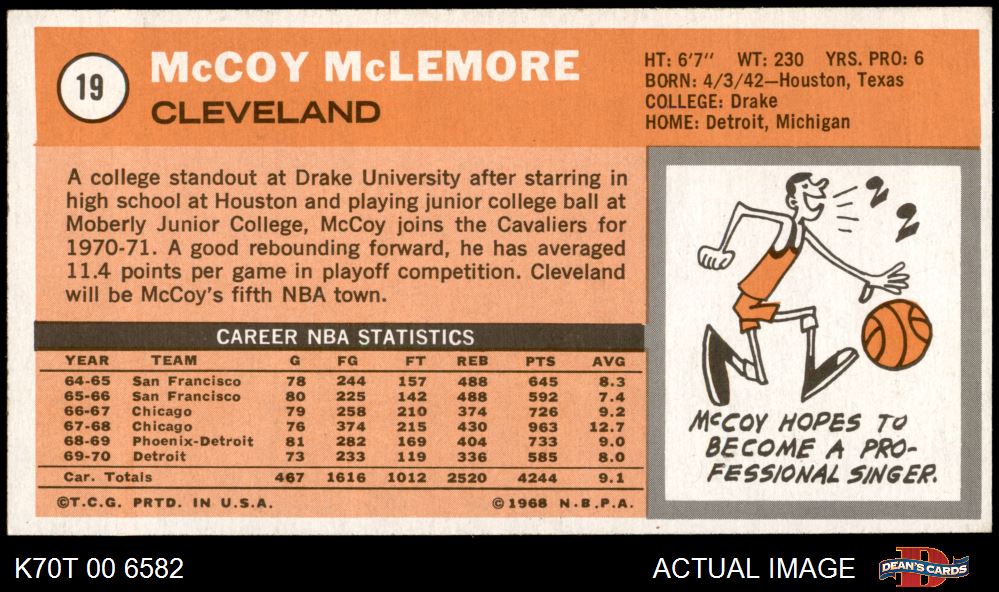 19
McCOY McLEMORE
CLEVELAND
HT: 6'7" WT: 230 YRS. PRO: 6
BORN: 4/3/42—Houston, Texas
COLLEGE: Drake
HOME: Detroit, Michigan
A college standout at Drake University after starring in
high school at Houston and playing junior college ball at
Moberly Junior College, McCoy joins the Cavaliers for
1970-71. A good rebounding forward, he has averaged
11.4 points per game in playoff competition. Cleveland
will be McCoy's fifth NBA town.
CAREER NBA STATISTICS
YEAR TEAM G FG FT REB PTS AVG
64-65 San Francisco 78 244 157 488 645 8.3
65-66 San Francisco 80 225 142 488 592 7.4
66-67 Chicago 79 258 210 374 726 9.2
67-68 Chicago 76 374 215 430 963 12.7
68-69 Phoenix-Detroit 81 282 169 404 733 9.0
69-70 Detroit 73 233 119 336 585 8.0
Car. Totals 467 1616 1012 2520 4244 9.1
©T.C.G. PRTD. IN U.S.A. ©1968 N.B.P.A.
McCOY HOPES TO
BECOME A PRO-
FESSIONAL SINGER.
K70T 00 6582
ACTUAL IMAGE
D
DEAN'S CARDS